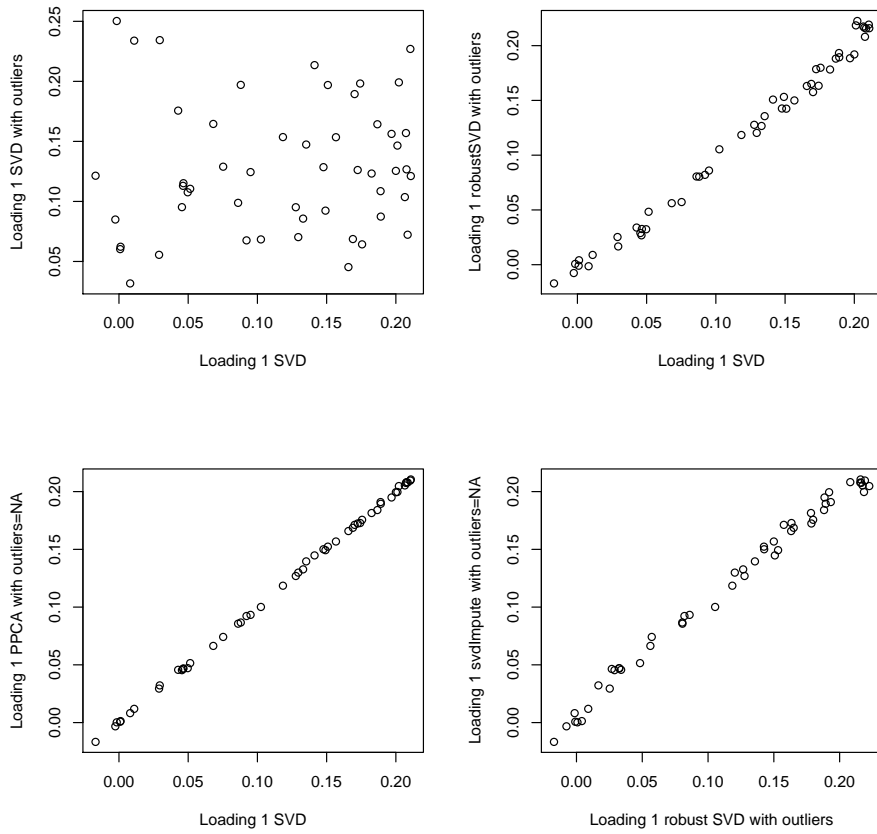 0.05 0.15 0.25
Loading 1 SVD with outliers
0.00 0.05 0.10 0.15 0.20
Loading 1 SVD
0.00 0.05 0.10 0.15 0.20
Loading 1 robustSVD with outliers
0.00 0.05 0.10 0.15 0.20
Loading 1 SVD
0.00 0.05 0.10 0.15 0.20
Loading 1 PPCA with outliers=NA
0.00 0.05 0.10 0.15 0.20
Loading 1 SVD
0.00 0.05 0.10 0.15 0.20
Loading 1 svdImpute with outliers=NA
0.00 0.05 0.10 0.15 0.20
Loading 1 robust SVD with outliers